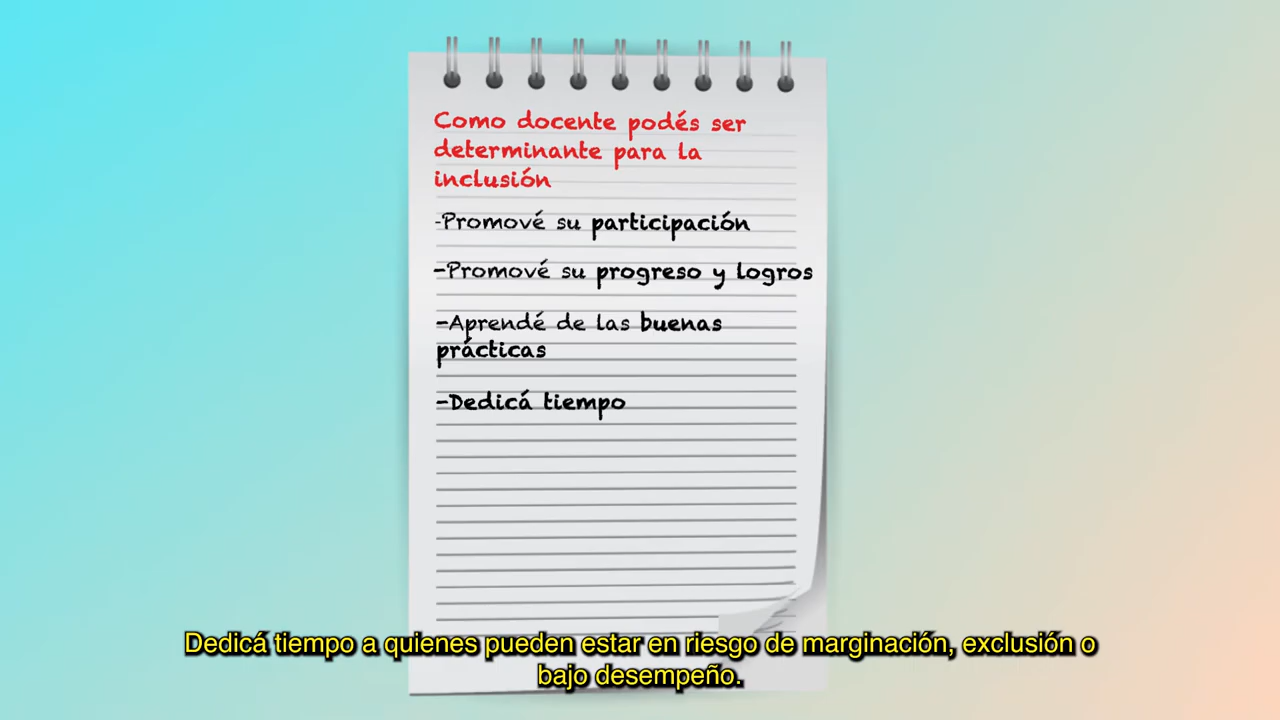 Como docente podés ser
determinante para la
inclusión
-Promové su participación
-Promové su progreso y logros
-Aprendé de las buenas
prácticas
-Dedicá tiempo
Dedicá tiempo a quienes pueden estar en riesgo de marginación, exclusión o
bajo desempeño.